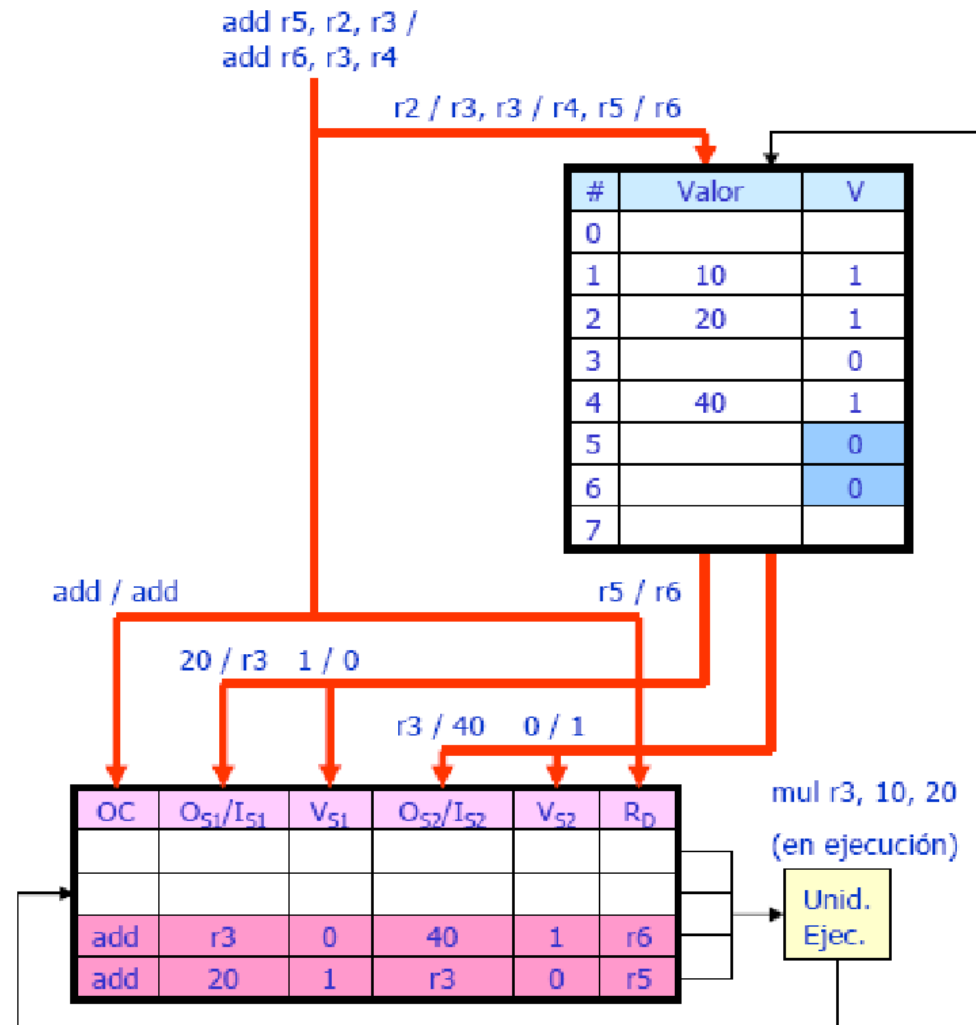 add r5, r2, r3 /
add r6, r3, r4
r2 / r3, r3 / r4, r5 / r6
# Valor V
0
1 10 1
2 20 1
3 0
4 40 1
5 0
6 0
7
add / add
r5 / r6
20 / r3 1 / 0
r3 / 40 0 / 1
OC OS1/IS1 VS1 OS2/IS2 VS2 RD
add r3 0 40 1 r6
add 20 1 r3 0 r5
mul r3, 10, 20
(en ejecución)
Unid.
Ejec.